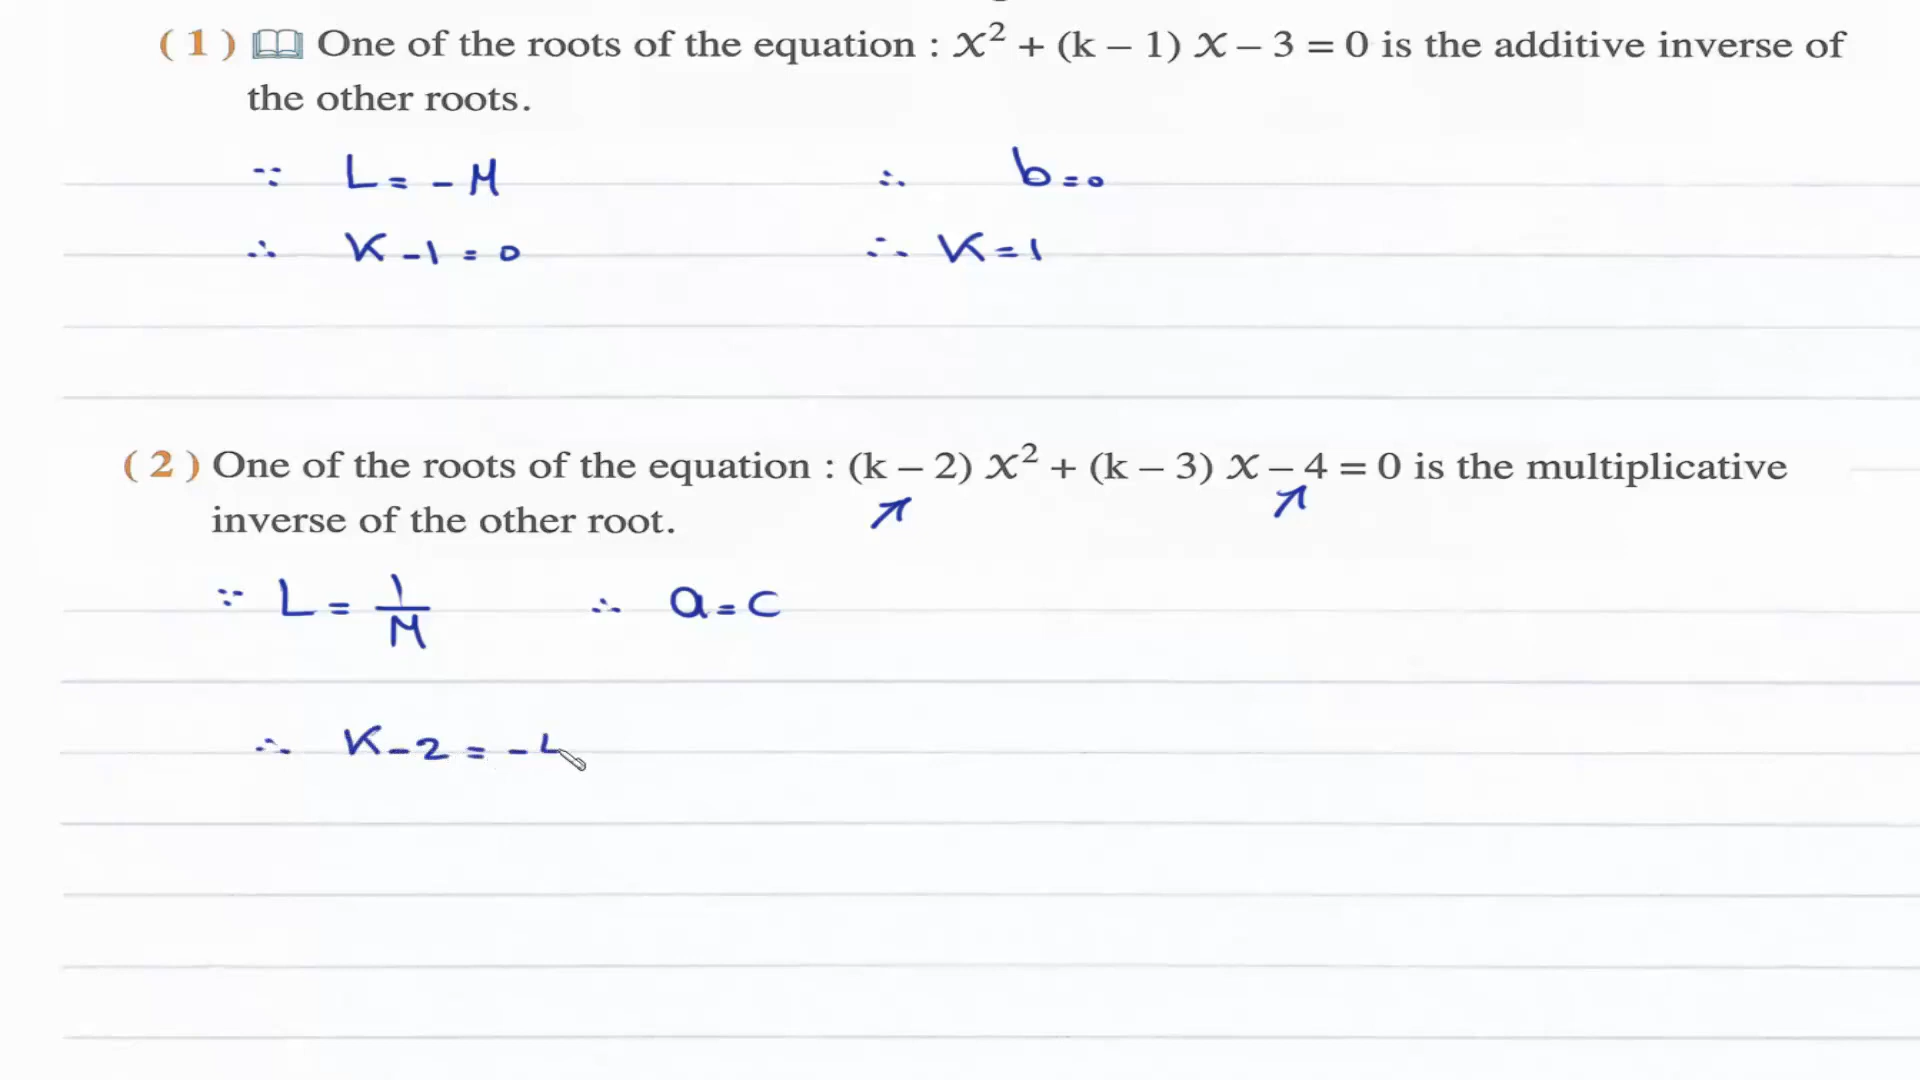 ( 1 ) One of the roots of the equation : x² + (k – 1) x – 3 = 0 is the additive inverse of
the other roots.
∵ L = - M ∴ b = 0
∴ K - 1 = 0 ∴ K = 1
( 2 ) One of the roots of the equation : (k – 2) x² + (k – 3) x – 4 = 0 is the multiplicative
inverse of the other root.
∵ L = 1/M ∴ a = c
∴ K - 2 = - 4